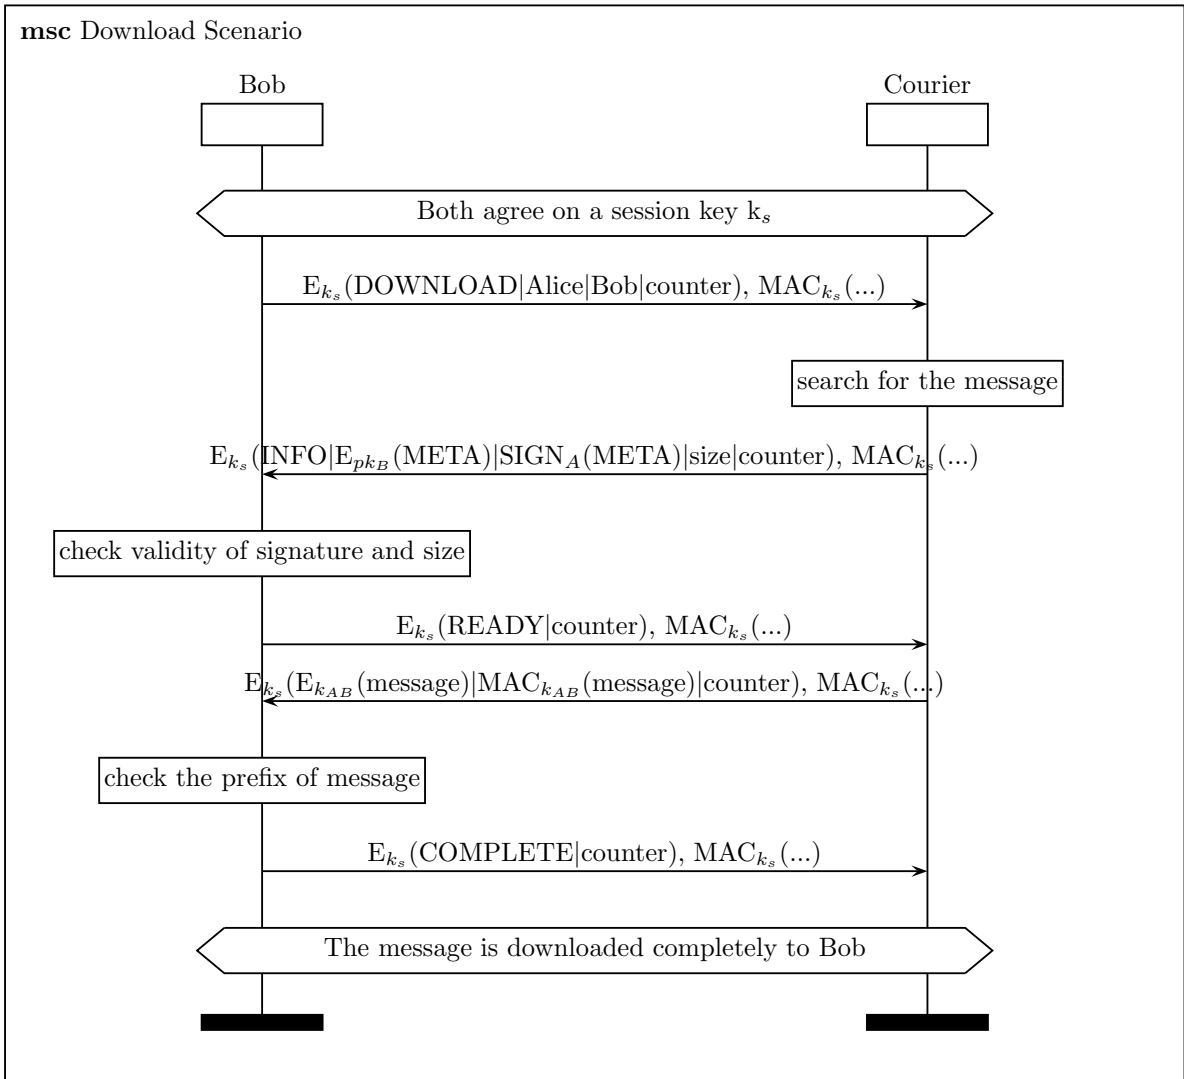 msc Download Scenario
Bob
Courier
Both agree on a session key kₛ
E_{k_s}(DOWNLOAD|Alice|Bob|counter), MAC_{k_s}(...)
search for the message
E_{k_s}(INFO|E_{pk_B}(META)|SIGN_A(META)|size|counter), MAC_{k_s}(...)
check validity of signature and size
E_{k_s}(READY|counter), MAC_{k_s}(...)
E_{k_s}(E_{k_{AB}}(message)|MAC_{k_{AB}}(message)|counter), MAC_{k_s}(...)
check the prefix of message
E_{k_s}(COMPLETE|counter), MAC_{k_s}(...)
The message is downloaded completely to Bob